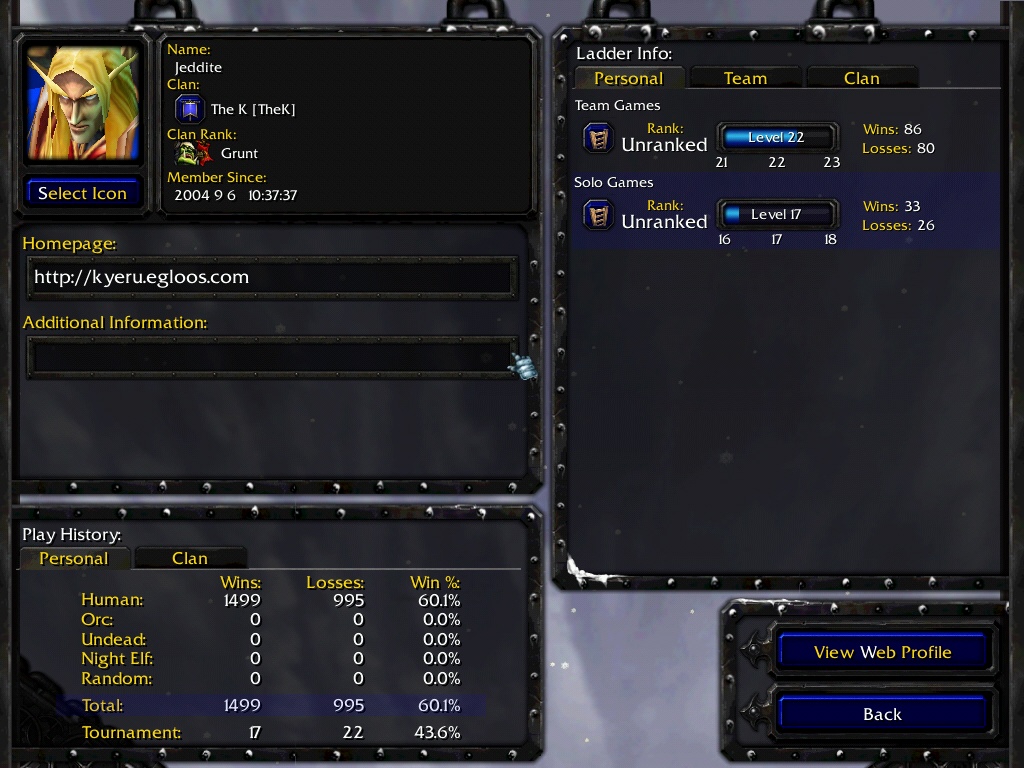 Name:
Jeddite
Clan:
The K [TheK]
Clan Rank:
Grunt
Member Since:
2004 9 6 10:37:37
Select Icon
Homepage:
http://kyeru.egloos.com
Additional Information:
Play History:
Personal Clan
Wins: Losses: Win %:
Human: 1499 995 60.1%
Orc: 0 0 0.0%
Undead: 0 0 0.0%
Night Elf: 0 0 0.0%
Random: 0 0 0.0%
Total: 1499 995 60.1%
Tournament: 17 22 43.6%
Ladder Info:
Personal Team Clan
Team Games
Rank:
Unranked
Level 22
21 22 23
Wins: 86
Losses: 80
Solo Games
Rank:
Unranked
Level 17
16 17 18
Wins: 33
Losses: 26
View Web Profile
Back